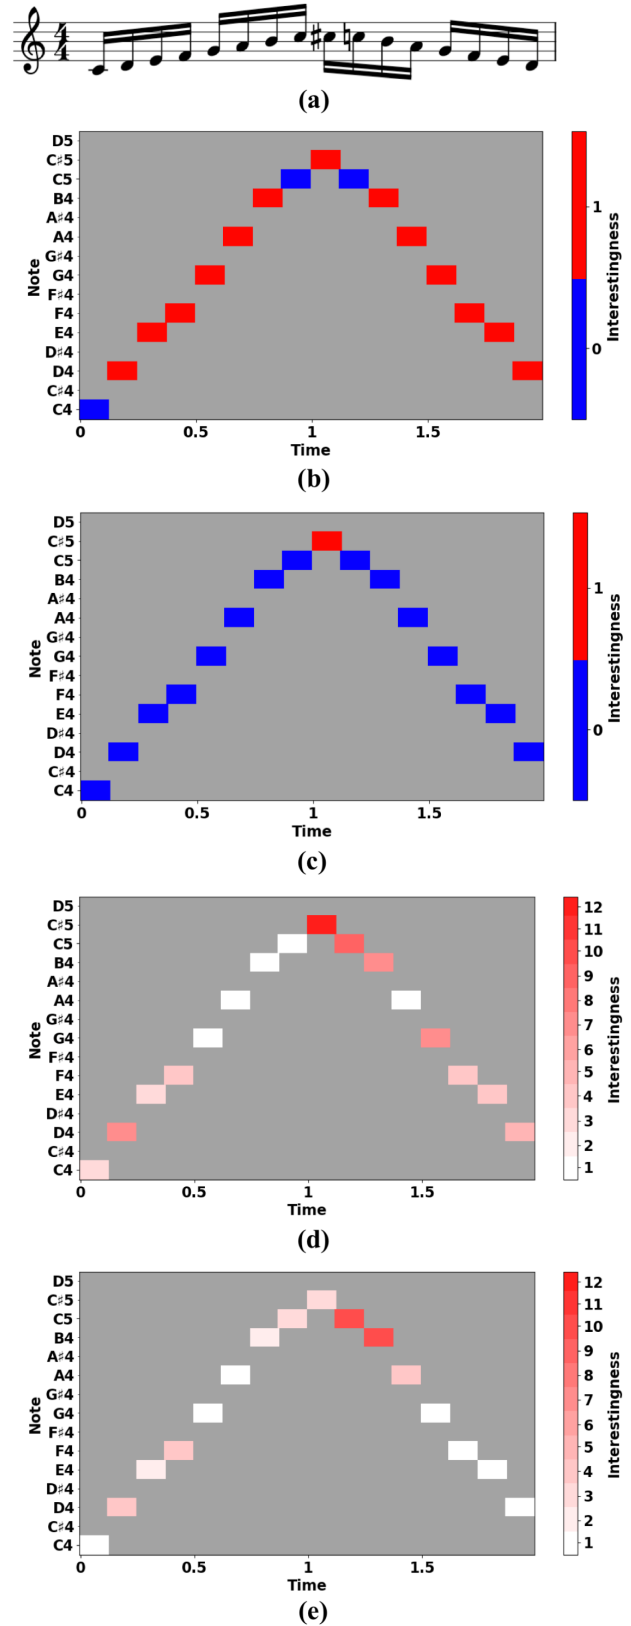 4
4
(a)
D5
C♯5
C5
B4
A♯4
A4
G♯4
G4
F♯4
F4
E4
D♯4
D4
C♯4
C4
Note
0 0.5 1 1.5
Time
1
0
Interestingness
(b)
D5
C♯5
C5
B4
A♯4
A4
G♯4
G4
F♯4
F4
E4
D♯4
D4
C♯4
C4
Note
0 0.5 1 1.5
Time
1
0
Interestingness
(c)
D5
C♯5
C5
B4
A♯4
A4
G♯4
G4
F♯4
F4
E4
D♯4
D4
C♯4
C4
Note
0 0.5 1 1.5
Time
12
11
10
9
8
7
6
5
4
3
2
1
Interestingness
(d)
D5
C♯5
C5
B4
A♯4
A4
G♯4
G4
F♯4
F4
E4
D♯4
D4
C♯4
C4
Note
0 0.5 1 1.5
Time
12
11
10
9
8
7
6
5
4
3
2
1
Interestingness
(e)